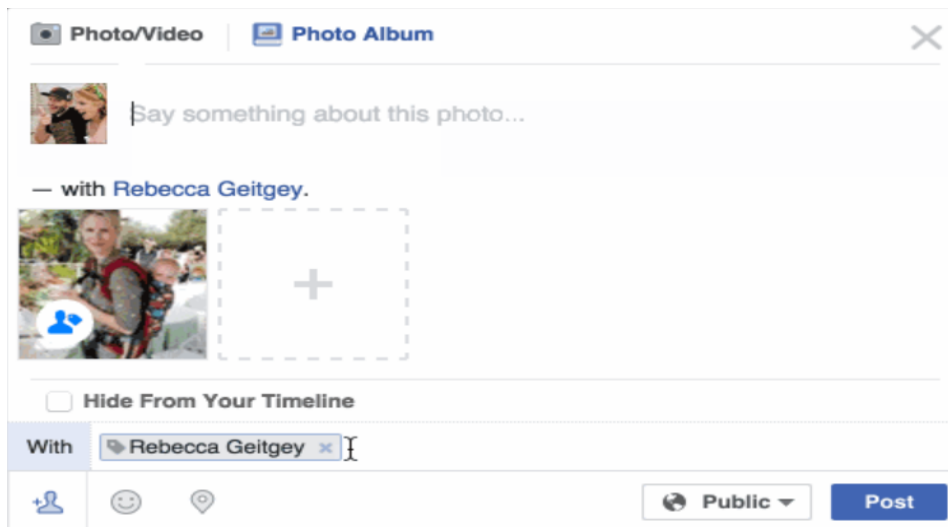 Photo/Video Photo Album
Say something about this photo...
— with Rebecca Geitgey.
Hide From Your Timeline
With Rebecca Geitgey ×
Public Post